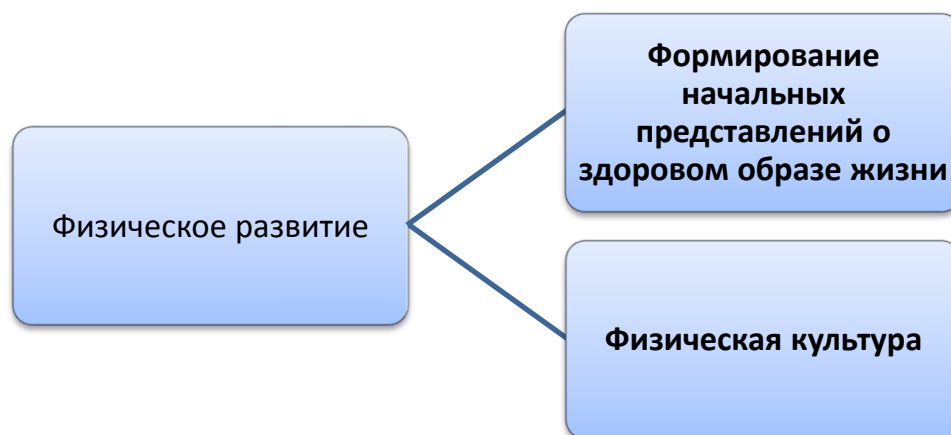 Физическое развитие
Формирование
начальных
представлений о
здоровом образе жизни
Физическая культура